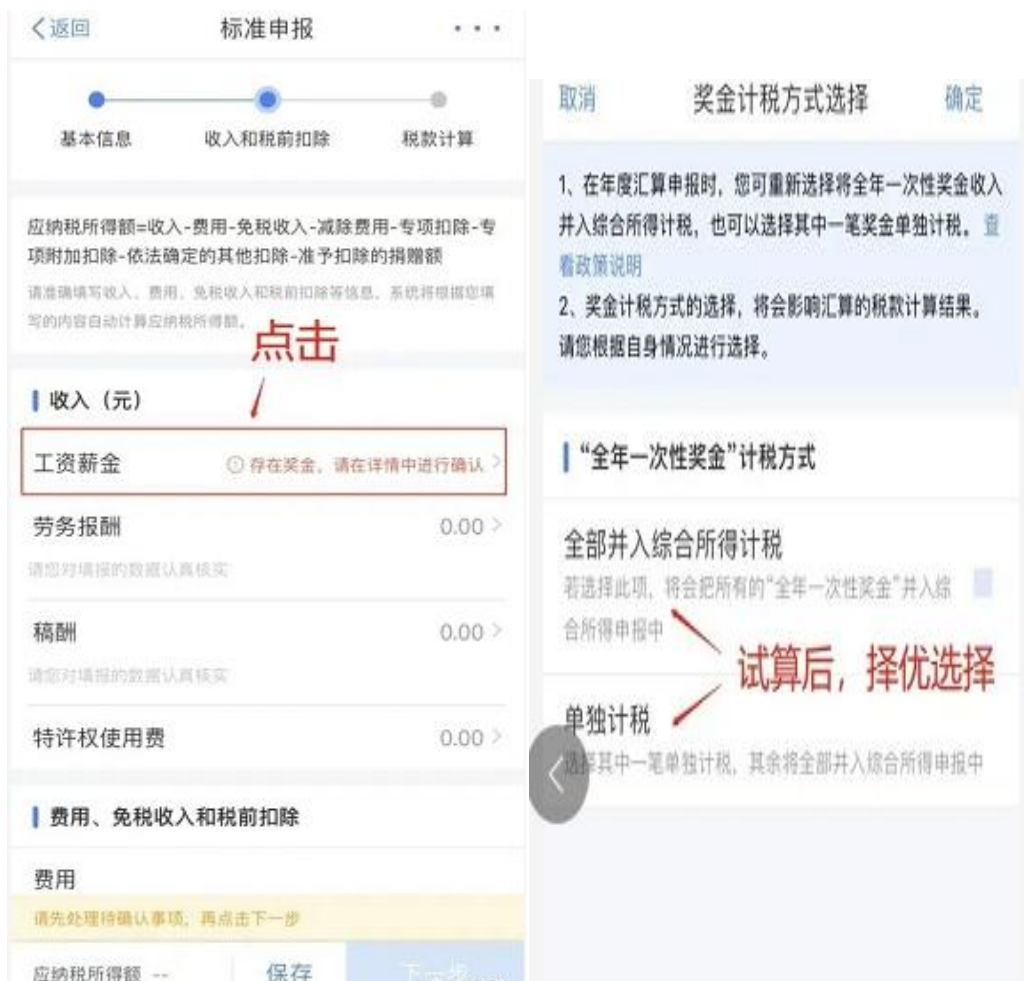 返回
标准申报
基本信息
收入和税前扣除
税款计算
应纳税所得额=收入-费用-免税收入-减除费用-专项扣除-专
项附加扣除-依法确定的其他扣除-准予扣除的捐赠额
请准确填写收入、费用、免税收入和税前扣除等信息，系统将根据您填
写的内容自动计算应纳税所得额。
点击
收入（元）
工资薪金
存在奖金，请在详情中进行确认
劳务报酬
0.00
请您对填报的数据认真核实
稿酬
0.00
请您对填报的数据认真核实
特许权使用费
0.00
费用、免税收入和税前扣除
费用
请先处理待确认事项，再点击下一步
应纳税所得额 --
保存
下一步
取消
奖金计税方式选择
确定
1、在年度汇算申报时，您可重新选择将全年一次性奖金收入
并入综合所得计税，也可以选择其中一笔奖金单独计税。查
看政策说明
2、奖金计税方式的选择，将会影响汇算的税款计算结果。
请您根据自身情况进行选择。
“全年一次性奖金”计税方式
全部并入综合所得计税
若选择此项，将会把所有的“全年一次性奖金”并入综
合所得申报中
试算后，择优选择
单独计税
选择其中一笔单独计税，其余将全部并入综合所得申报中